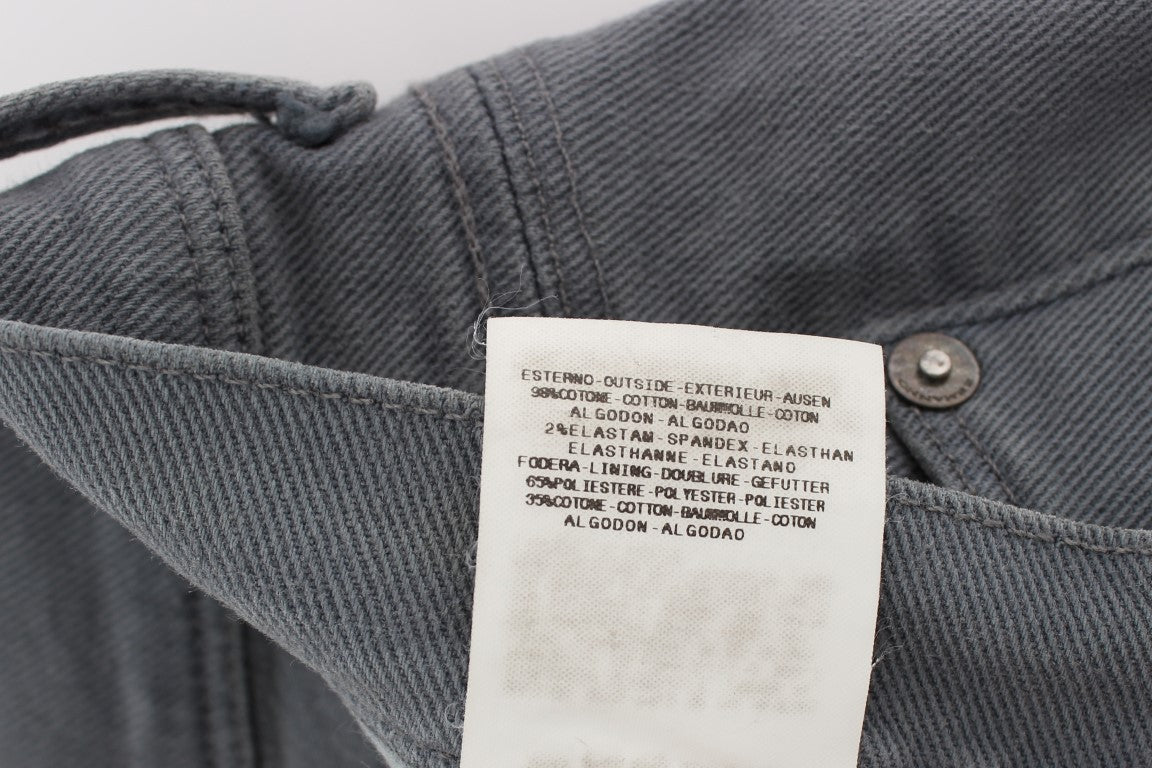 ESTERNO-OUTSIDE-EXTERIEUR-AUSEN
98%COTONE-COTTON-BAUMWOLLE-COTON
ALGODON-ALGODAO
2%ELASTAM-SPANDEX-ELASTHAN
ELASTHANNE-ELASTANO
FODERA-LINING-DOUBLURE-GEFUTTER
65%POLIESTERE-POLYESTER-POLIESTER
35%COTONE-COTTON-BAUMWOLLE-COTON
ALGODON-ALGODAO